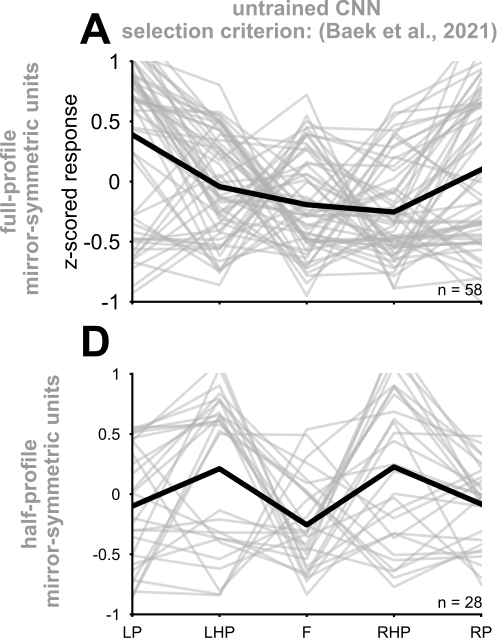 untrained CNN
A
selection criterion: (Baek et al., 2021)
full-profile
mirror-symmetric units
z-scored response
1
0.5
0
-0.5
-1
n = 58
D
half-profile
mirror-symmetric units
1
0.5
0
-0.5
-1
n = 28
LP LHP F RHP RP